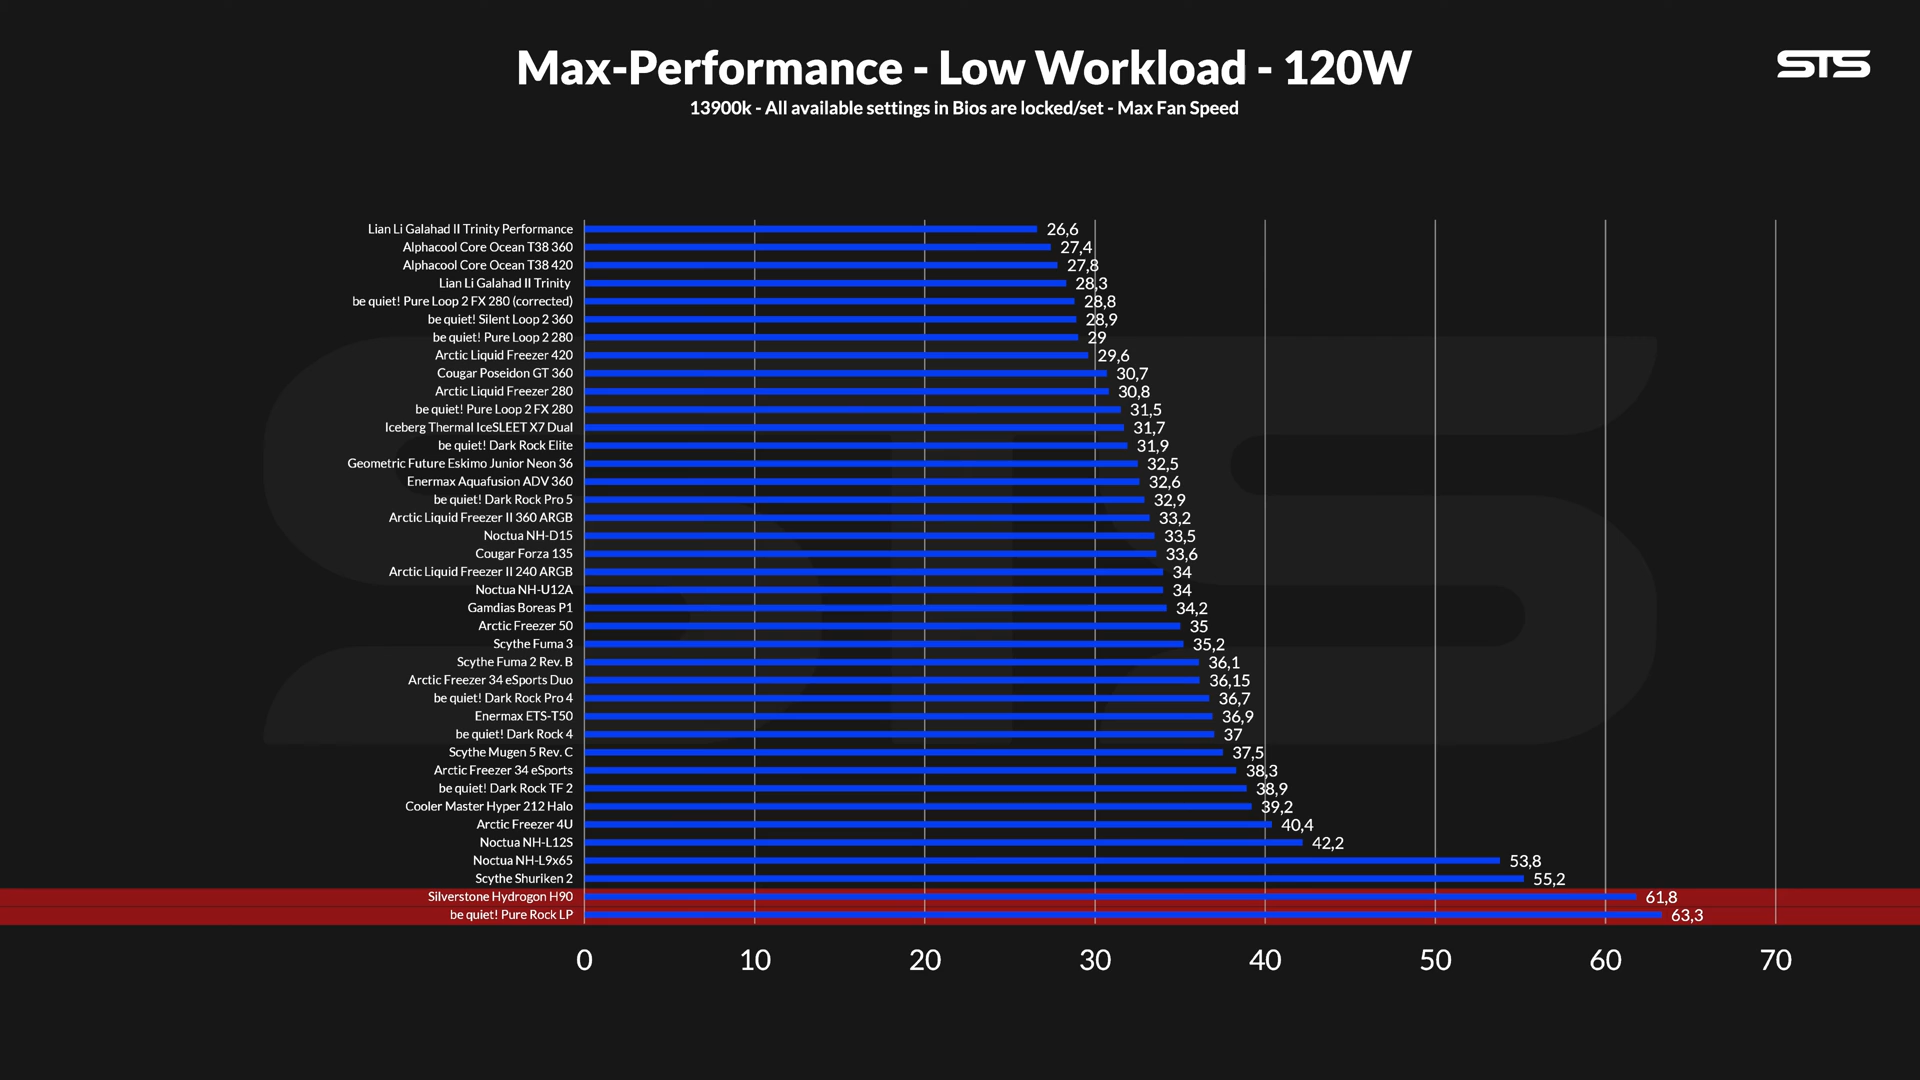 Max-Performance - Low Workload - 120W
STS
13900k - All available settings in Bios are locked/set - Max Fan Speed
Lian Li Galahad II Trinity Performance 26,6
Alphacool Core Ocean T38 360 27,4
Alphacool Core Ocean T38 420 27,8
Lian Li Galahad II Trinity 28,3
be quiet! Pure Loop 2 FX 280 (corrected) 28,8
be quiet! Silent Loop 2 360 28,9
be quiet! Pure Loop 2 280 29
Arctic Liquid Freezer 420 29,6
Cougar Poseidon GT 360 30,7
Arctic Liquid Freezer 280 30,8
be quiet! Pure Loop 2 FX 280 31,5
Iceberg Thermal IceSLEET X7 Dual 31,7
be quiet! Dark Rock Elite 31,9
Geometric Future Eskimo Junior Neon 36 32,5
Enermax Aquafusion ADV 360 32,6
be quiet! Dark Rock Pro 5 32,9
Arctic Liquid Freezer II 360 ARGB 33,2
Noctua NH-D15 33,5
Cougar Forza 135 33,6
Arctic Liquid Freezer II 240 ARGB 34
Noctua NH-U12A 34
Gamdias Boreas P1 34,2
Arctic Freezer 50 35
Scythe Fuma 3 35,2
Scythe Fuma 2 Rev. B 36,1
Arctic Freezer 34 eSports Duo 36,15
be quiet! Dark Rock Pro 4 36,7
Enermax ETS-T50 36,9
be quiet! Dark Rock 4 37
Scythe Mugen 5 Rev. C 37,5
Arctic Freezer 34 eSports 38,3
be quiet! Dark Rock TF 2 38,9
Cooler Master Hyper 212 Halo 39,2
Arctic Freezer 4U 40,4
Noctua NH-L12S 42,2
Noctua NH-L9x65 53,8
Scythe Shuriken 2 55,2
Silverstone Hydrogon H90 61,8
be quiet! Pure Rock LP 63,3
0 10 20 30 40 50 60 70